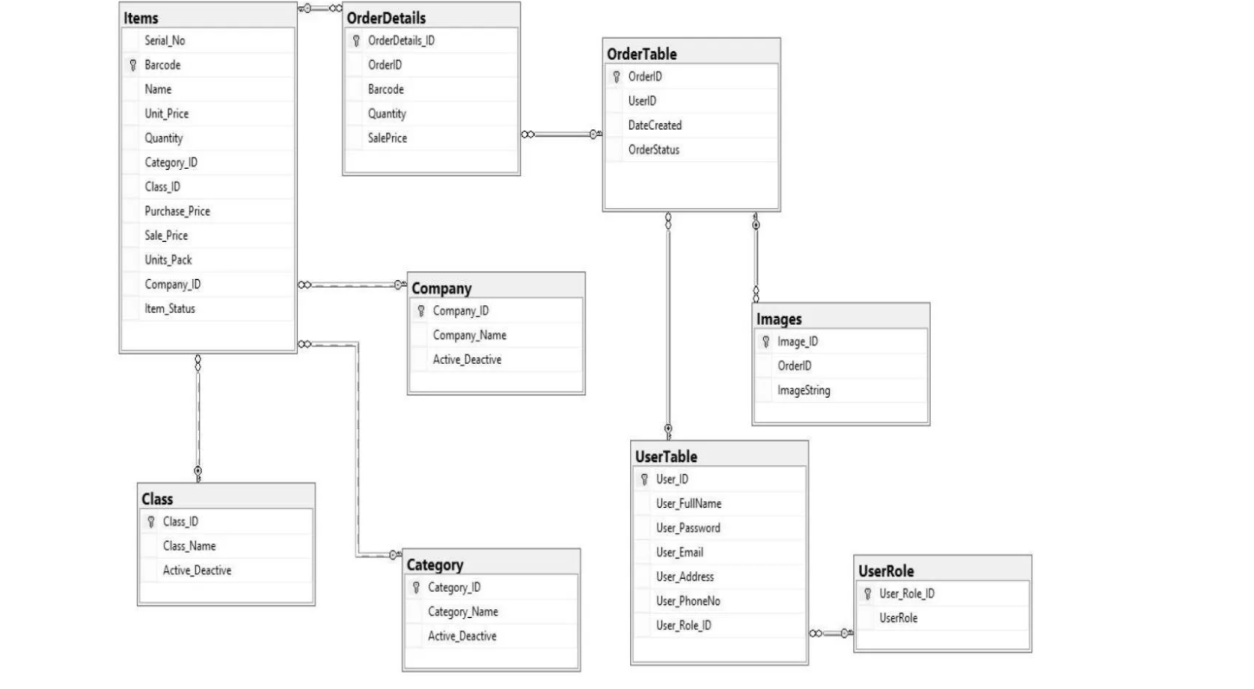 Items
Serial_No
Barcode
Name
Unit_Price
Quantity
Category_ID
Class_ID
Purchase_Price
Sale_Price
Units_Pack
Company_ID
Item_Status
OrderDetails
OrderDetails_ID
OrderID
Barcode
Quantity
SalePrice
OrderTable
OrderID
UserID
DateCreated
OrderStatus
Company
Company_ID
Company_Name
Active_Deactive
Images
Image_ID
OrderID
ImageString
Class
Class_ID
Class_Name
Active_Deactive
Category
Category_ID
Category_Name
Active_Deactive
UserTable
User_ID
User_FullName
User_Password
User_Email
User_Address
User_PhoneNo
User_Role_ID
UserRole
User_Role_ID
UserRole